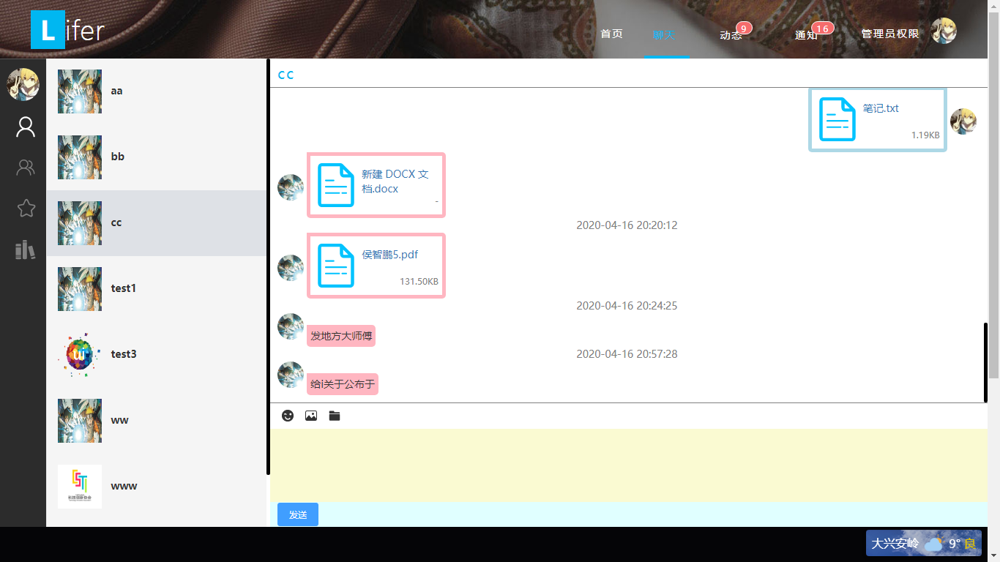 Lifer
首页
聊天
动态
9
通知
16
管理员权限
aa
bb
cc
test1
test3
ww
www
cc
笔记.txt
1.19KB
新建 DOCX 文
档.docx
-
2020-04-16 20:20:12
侯智鹏5.pdf
131.50KB
2020-04-16 20:24:25
发地方大师傅
2020-04-16 20:57:28
给i关于公布于
发送
大兴安岭 9° 良